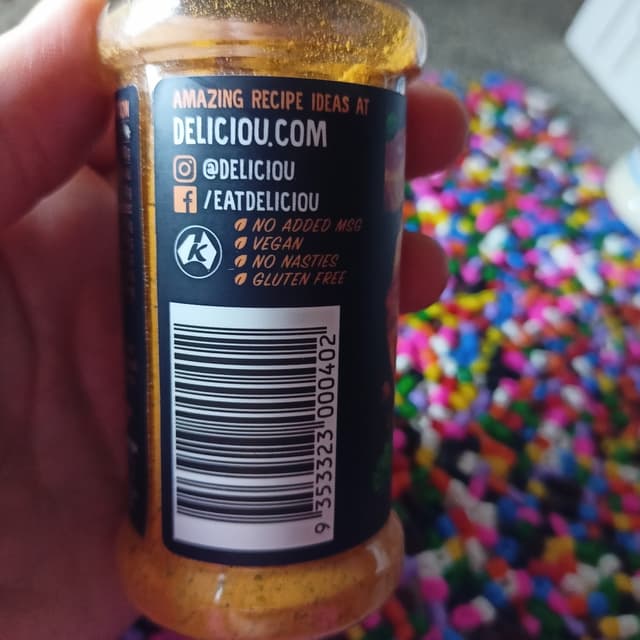 AMAZING RECIPE IDEAS AT
DELICIOU.COM
@DELICIOU
/EATDELICIOU
NO ADDED MSG
VEGAN
NO NASTIES
GLUTEN FREE
K
9 353323 000402